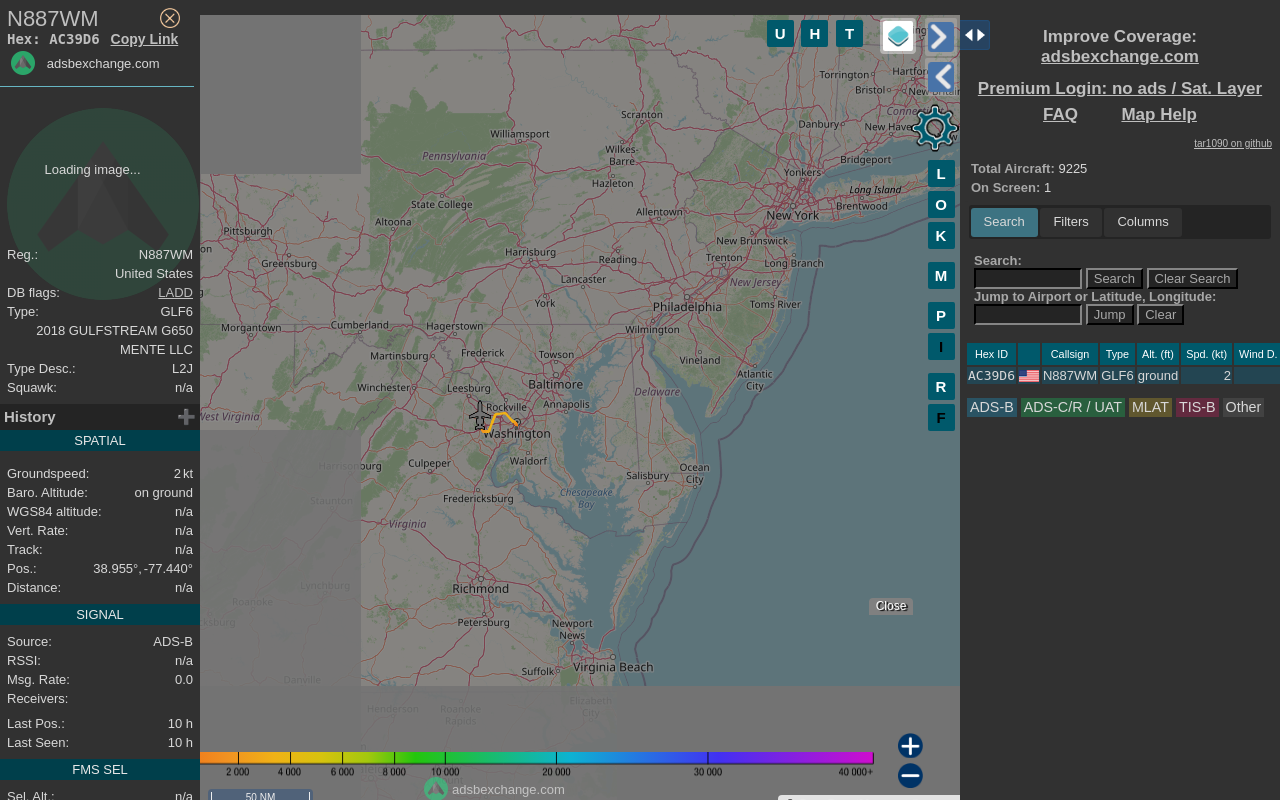 N887WM
Hex: AC39D6 Copy Link
adsbexchange.com
Loading image...
Reg.: N887WM
United States
DB flags: LADD
Type: GLF6
2018 GULFSTREAM G650
MENTE LLC
Type Desc.: L2J
Squawk: n/a
History
SPATIAL
Groundspeed: 2 kt
Baro. Altitude: on ground
WGS84 altitude: n/a
Vert. Rate: n/a
Track: n/a
Pos.: 38.955°, -77.440°
Distance: n/a
SIGNAL
Source: ADS-B
RSSI: n/a
Msg. Rate: 0.0
Receivers:
Last Pos.: 10 h
Last Seen: 10 h
FMS SEL
Sel. Alt.: n/a
U H T
L
O
K
M
P
I
R
F
Torrington
Hartfor
Bristol
New Britain
Scranton
Danbury
New Have
Connec
Williamsport
Wilkes-
Barre
Bridgeport
Pennsylvania
Yonkers
Hazleton
Long Island
State College
Allentown
New York
Brentwood
Altoona
Pittsburgh
New Brunswick
Harrisburg
Reading
Trenton
Long Branch
Greensburg
Lancaster
New Jersey
York
Philadelphia
Toms River
Morgantown
Cumberland
Hagerstown
Wilmington
Martinsburg
Frederick
Towson
Vineland
Atlantic
City
Winchester
Leesburg
Baltimore
Delaware
Rockville
Annapolis
West Virginia
Washington
Harrisonburg
Culpeper
Waldorf
Ocean
City
Salisbury
Staunton
Fredericksburg
Chesapeake
Bay
Virginia
Lynchburg
Richmond
Roanoke
Petersburg
Newport
News
Virginia Beach
Suffolk
Danville
Henderson
Roanoke
Rapids
Elizabeth
City
Close
2 000 4 000 6 000 8 000 10 000 20 000 30 000 40 000+
adsbexchange.com
50 NM
Improve Coverage:
adsbexchange.com
Premium Login: no ads / Sat. Layer
FAQ Map Help
tar1090 on github
Total Aircraft: 9225
On Screen: 1
Search Filters Columns
Search:
Search Clear Search
Jump to Airport or Latitude, Longitude:
Jump Clear
Hex ID Callsign Type Alt. (ft) Spd. (kt) Wind D.
AC39D6 N887WM GLF6 ground 2
ADS-B ADS-C/R / UAT MLAT TIS-B Other